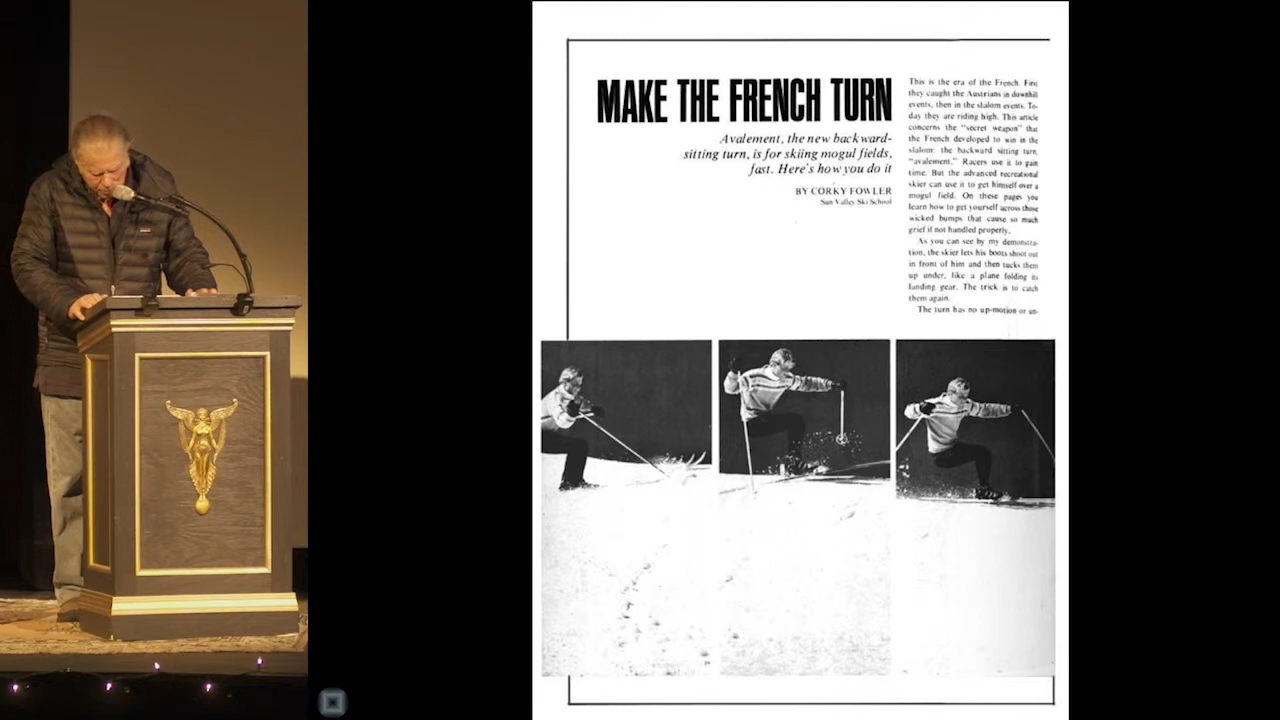 MAKE THE FRENCH TURN
Avalement, the new backward-
sitting turn, is for skiing mogul fields,
fast. Here's how you do it
BY CORKY FOWLER
Sun Valley Ski School
This is the era of the French. First
they caught the Austrians in downhill
events, then in the slalom events. To-
day they are riding high. This article
concerns the "secret weapon" that
the French developed to win in the
slalom: the backward sitting turn,
"avalement." Racers use it to gain
time. But the advanced recreational
skier can use it to get himself over a
mogul field. On these pages you
learn how to get yourself across those
wicked bumps that cause so much
grief if not handled properly.
As you can see by my demonstra-
tion, the skier lets his boots shoot out
in front of him and then tucks them
up under, like a plane folding its
landing gear. The trick is to catch
them again.
The turn has no up-motion or un-